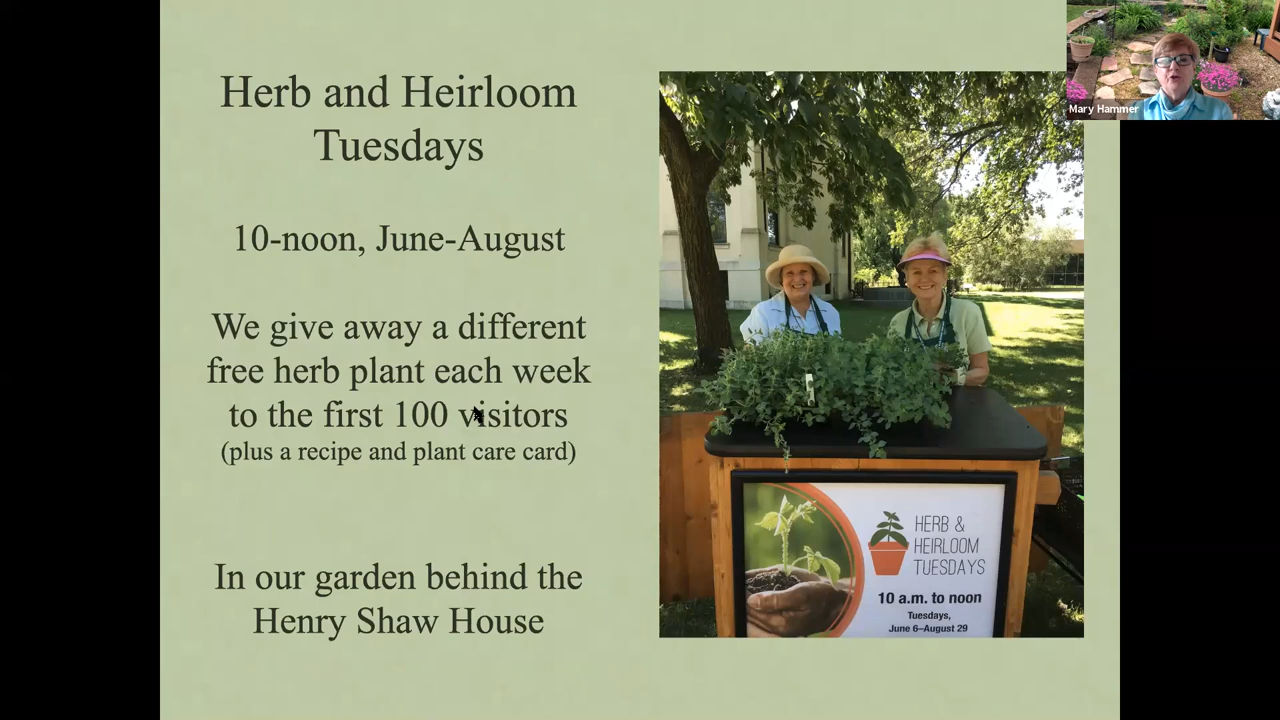 Herb and Heirloom
Tuesdays
10-noon, June-August
We give away a different
free herb plant each week
to the first 100 visitors
(plus a recipe and plant care card)
In our garden behind the
Henry Shaw House
Mary Hammer
HERB &
HEIRLOOM
TUESDAYS
10 a.m. to noon
Tuesdays,
June 6–August 29